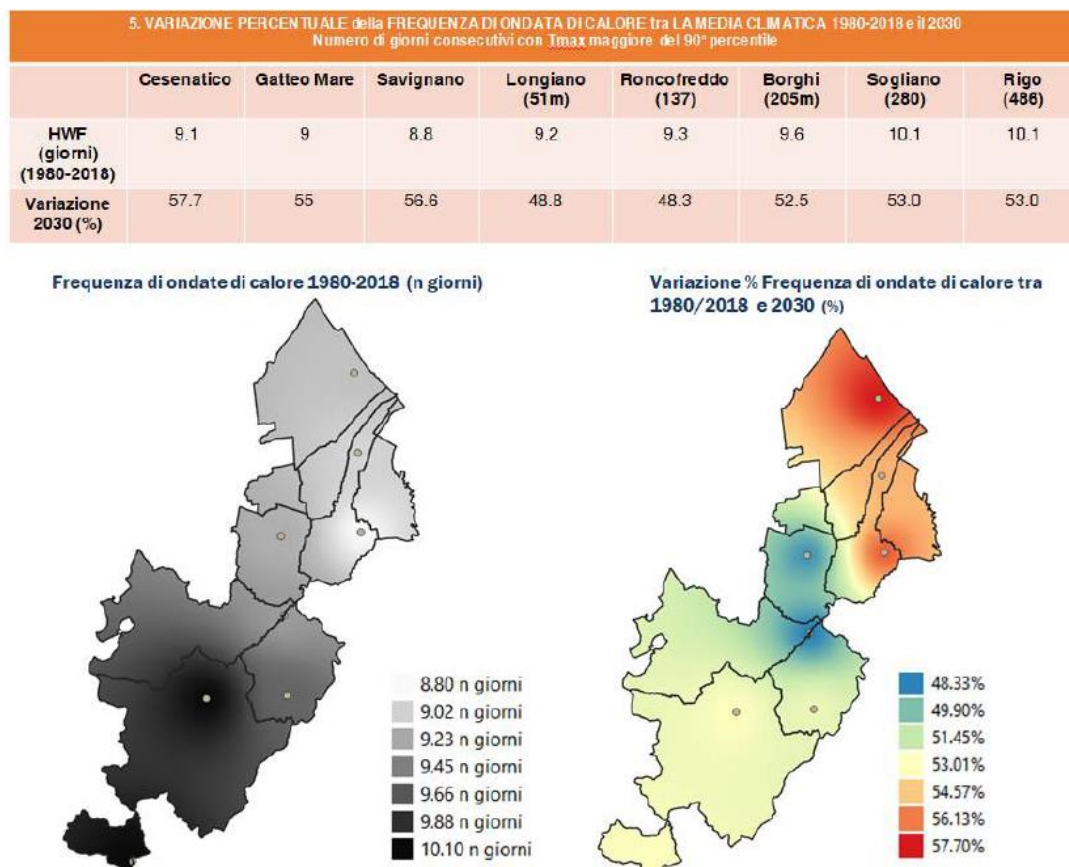 5. VARIAZIONE PERCENTUALE della FREQUENZA DI ONDATA DI CALORE tra LA MEDIA CLIMATICA 1980-2018 e il 2030
Numero di giorni consecutivi con Tmax maggiore del 90° percentile
Cesenatico Gatteo Mare Savignano Longiano (51m) Roncofreddo (137) Borghi (205m) Sogliano (280) Rigo (486)
HWF (giorni) (1980-2018) 9.1 9 8.8 9.2 9.3 9.6 10.1 10.1
Variazione 2030 (%) 57.7 55 56.6 48.8 48.3 52.5 53.0 53.0
Frequenza di ondate di calore 1980-2018 (n giorni)
8.80 n giorni
9.02 n giorni
9.23 n giorni
9.45 n giorni
9.66 n giorni
9.88 n giorni
10.10 n giorni
Variazione % Frequenza di ondate di calore tra
1980/2018 e 2030 (%)
48.33%
49.90%
51.45%
53.01%
54.57%
56.13%
57.70%